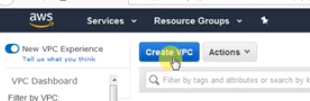 aws
Services
Resource Groups
New VPC Experience
Tell us what you think
Create VPC
Actions
VPC Dashboard
Filter by tags and attributes or search by k
Filter by VPC: